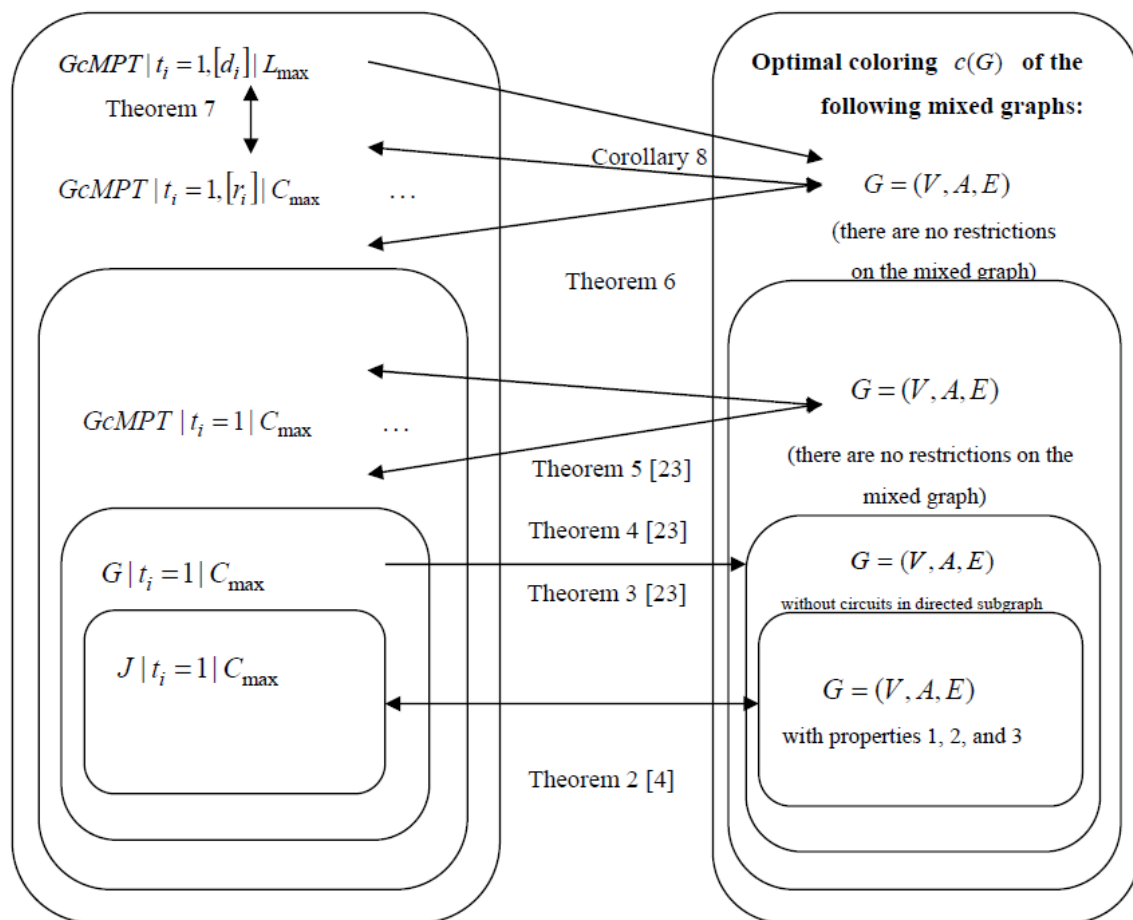 GcMPT | t_i = 1, [d_i] | L_max
Theorem 7
GcMPT | t_i = 1, [r_i] | C_max ...
GcMPT | t_i = 1 | C_max ...
G | t_i = 1 | C_max
J | t_i = 1 | C_max
Corollary 8
Theorem 6
Theorem 5 [23]
Theorem 4 [23]
Theorem 3 [23]
Theorem 2 [4]
Optimal coloring c(G) of the
following mixed graphs:
G = (V, A, E)
(there are no restrictions
on the mixed graph)
G = (V, A, E)
(there are no restrictions on the
mixed graph)
G = (V, A, E)
without circuits in directed subgraph
G = (V, A, E)
with properties 1, 2, and 3